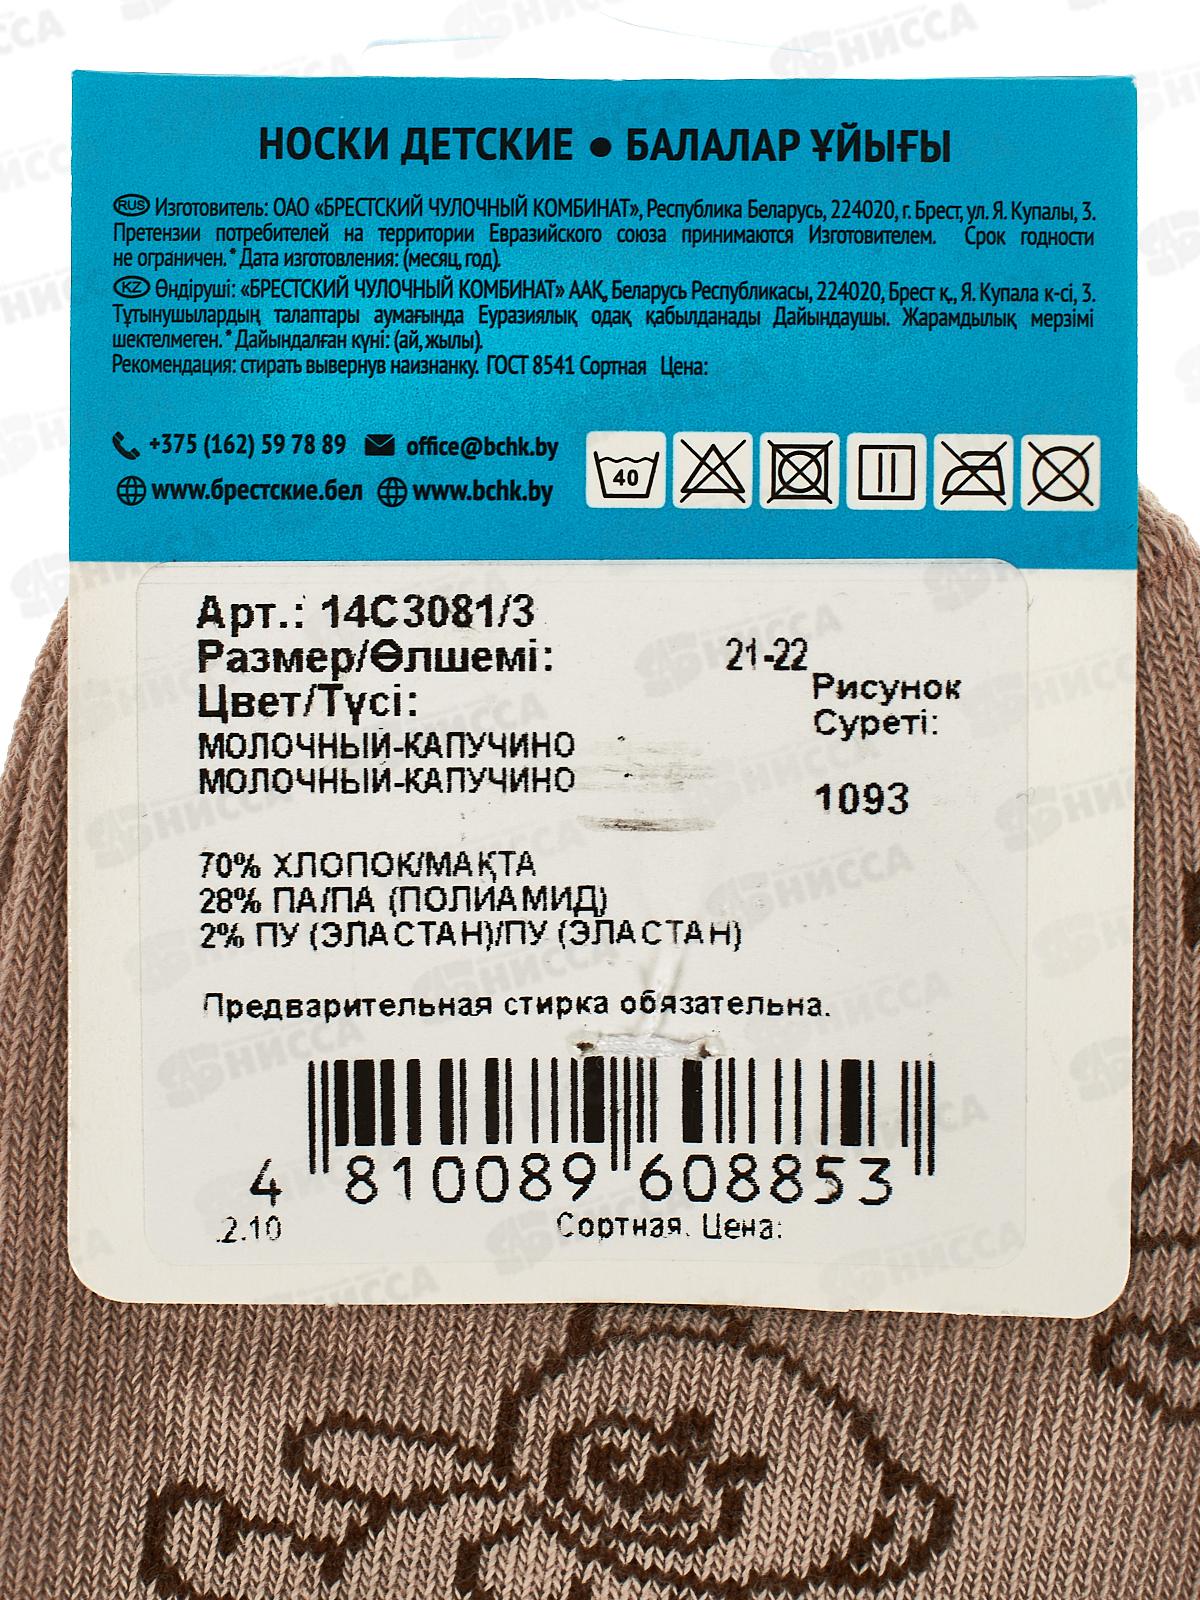 НОСКИ ДЕТСКИЕ ● БАЛАЛАР ҰЙЫҒЫ
RUS Изготовитель: ОАО «БРЕСТСКИЙ ЧУЛОЧНЫЙ КОМБИНАТ», Республика Беларусь, 224020, г. Брест, ул. Я. Купалы, 3.
Претензии потребителей на территории Евразийского союза принимаются Изготовителем. Срок годности
не ограничен. * Дата изготовления: (месяц, год).
KZ Өндіруші: «БРЕСТСКИЙ ЧУЛОЧНЫЙ КОМБИНАТ» ААҚ, Беларусь Республикасы, 224020, Брест қ., Я. Купала к-сі, 3.
Тұтынушылардың талаптары аумағында Еуразиялық одақ қабылданады Дайындаушы. Жарамдылық мерзімі
шектелмеген. * Дайындалған күні: (ай, жылы).
Рекомендация: стирать вывернув наизнанку. ГОСТ 8541 Сортная Цена:
+375 (162) 59 78 89 office@bchk.by
www.брестские.бел www.bchk.by
40
Арт.: 14С3081/3
Размер/Өлшемі: 21-22
Цвет/Түсі:
Рисунок
Суреті:
МОЛОЧНЫЙ-КАПУЧИНО
МОЛОЧНЫЙ-КАПУЧИНО
1093
70% ХЛОПОК/МАҚТА
28% ПА/ПА (ПОЛИАМИД)
2% ПУ (ЭЛАСТАН)/ПУ (ЭЛАСТАН)
Предварительная стирка обязательна.
4 810089 608853
.2.10 Сортная. Цена:
НИССА